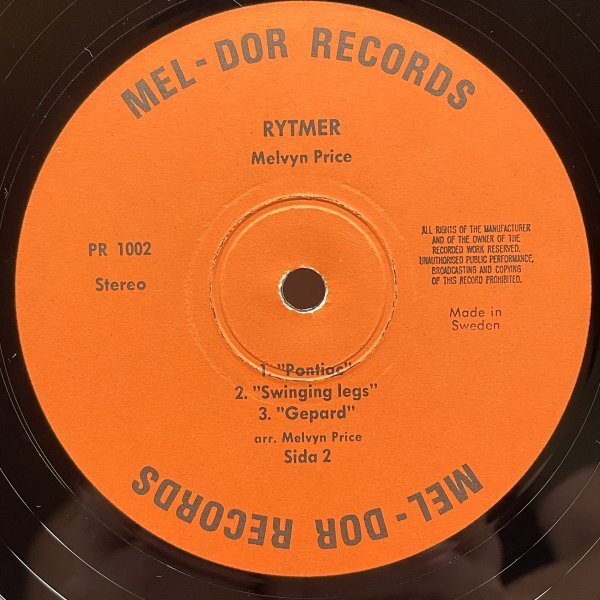 MEL-DOR RECORDS
RYTMER
Melvyn Price
PR 1002
Stereo
ALL RIGHTS OF THE MANUFACTURER
AND OF THE OWNER OF THE
RECORDED WORK RESERVED.
UNAUTHORISED PUBLIC PERFORMANCE,
BROADCASTING AND COPYING
OF THIS RECORD PROHIBITED.
Made in
Sweden
1. "Pontiac"
2. "Swinging legs"
3. "Gepard"
arr. Melvyn Price
Sida 2
MEL-DOR RECORDS